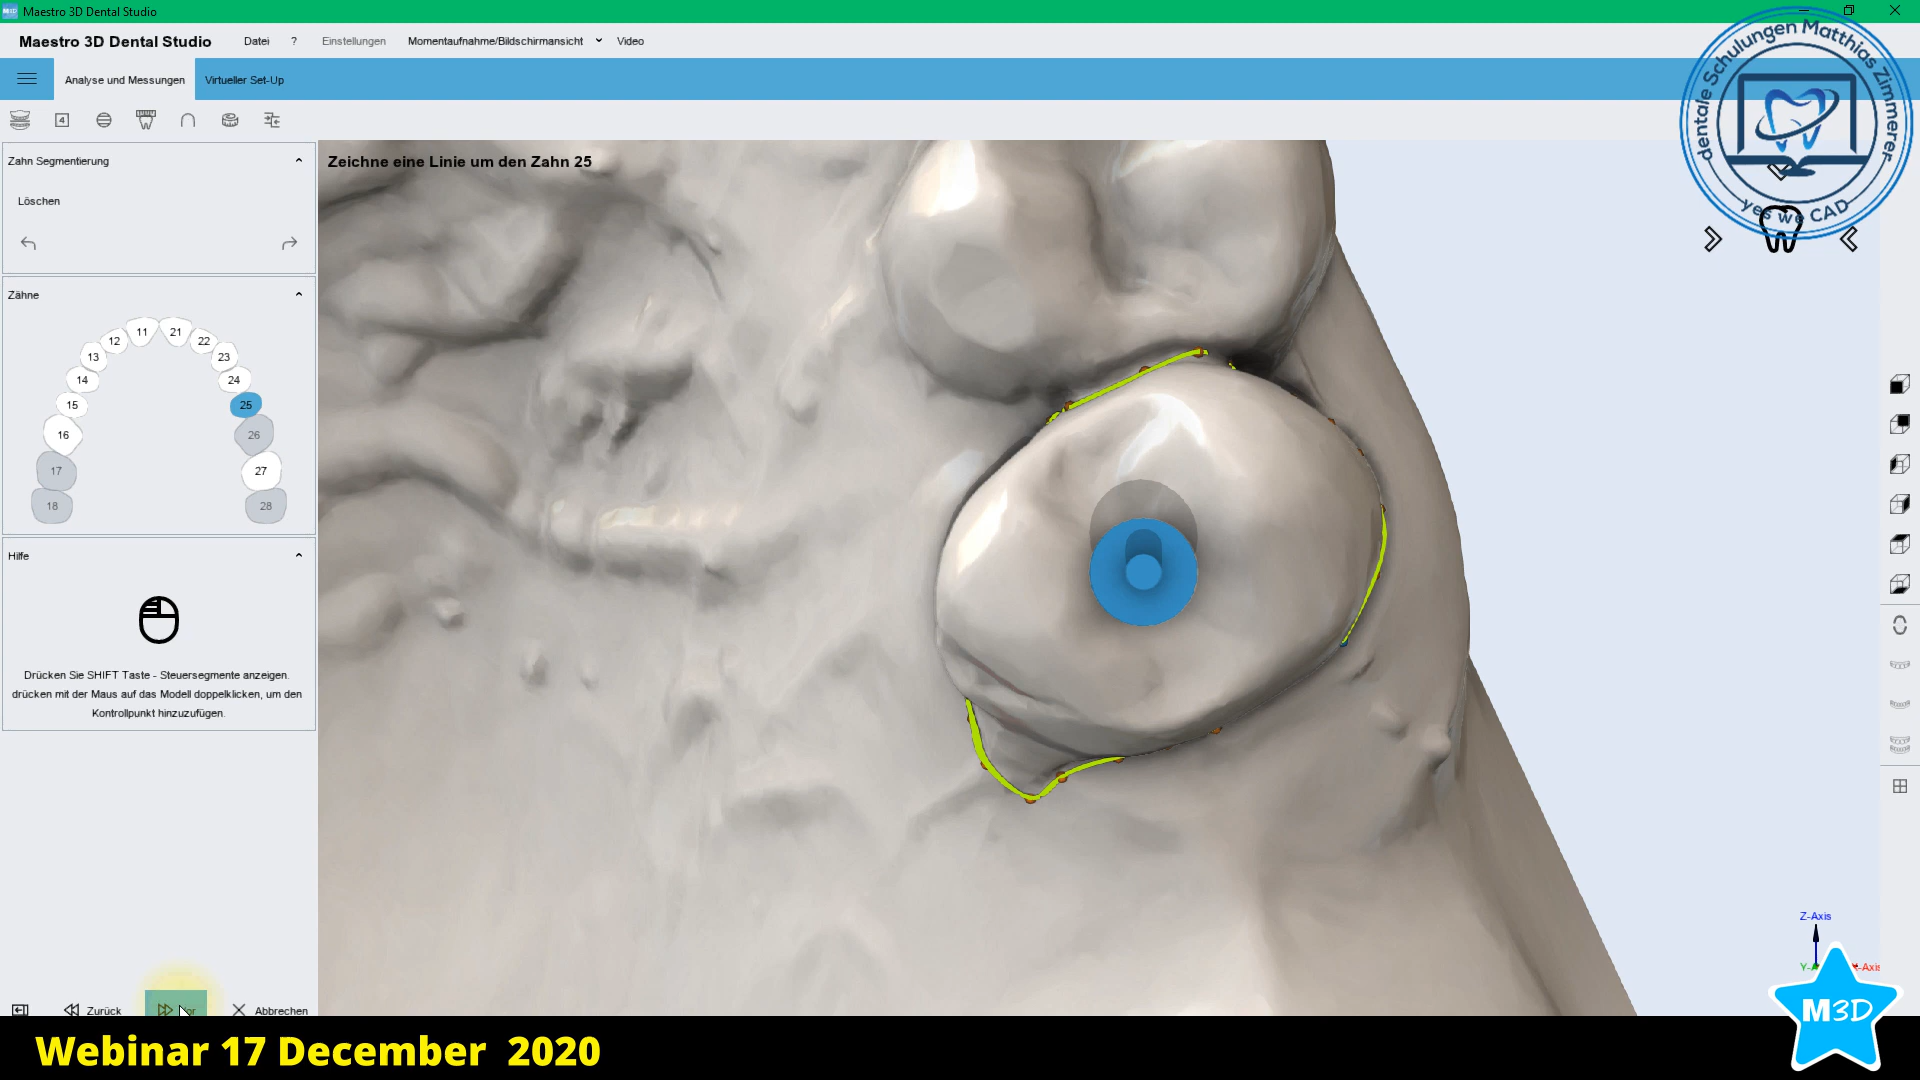 Maestro 3D Dental Studio
Maestro 3D Dental Studio
Datei
?
Einstellungen
Momentaufnahme/Bildschirmansicht
Video
Analyse und Messungen
Virtueller Set-Up
4
Zahn Segmentierung
Löschen
Zähne
11
21
12
22
13
23
14
24
15
25
16
26
17
27
18
28
Hilfe
Drücken Sie SHIFT Taste - Steuersegmente anzeigen.
drücken mit der Maus auf das Modell doppelklicken, um den
Kontrollpunkt hinzuzufügen.
Zurück
Abbrechen
Zeichne eine Linie um den Zahn 25
dentale Schulungen Matthias Zimmerer
yes we CAD
Z-Axis
M3D
Webinar 17 December 2020